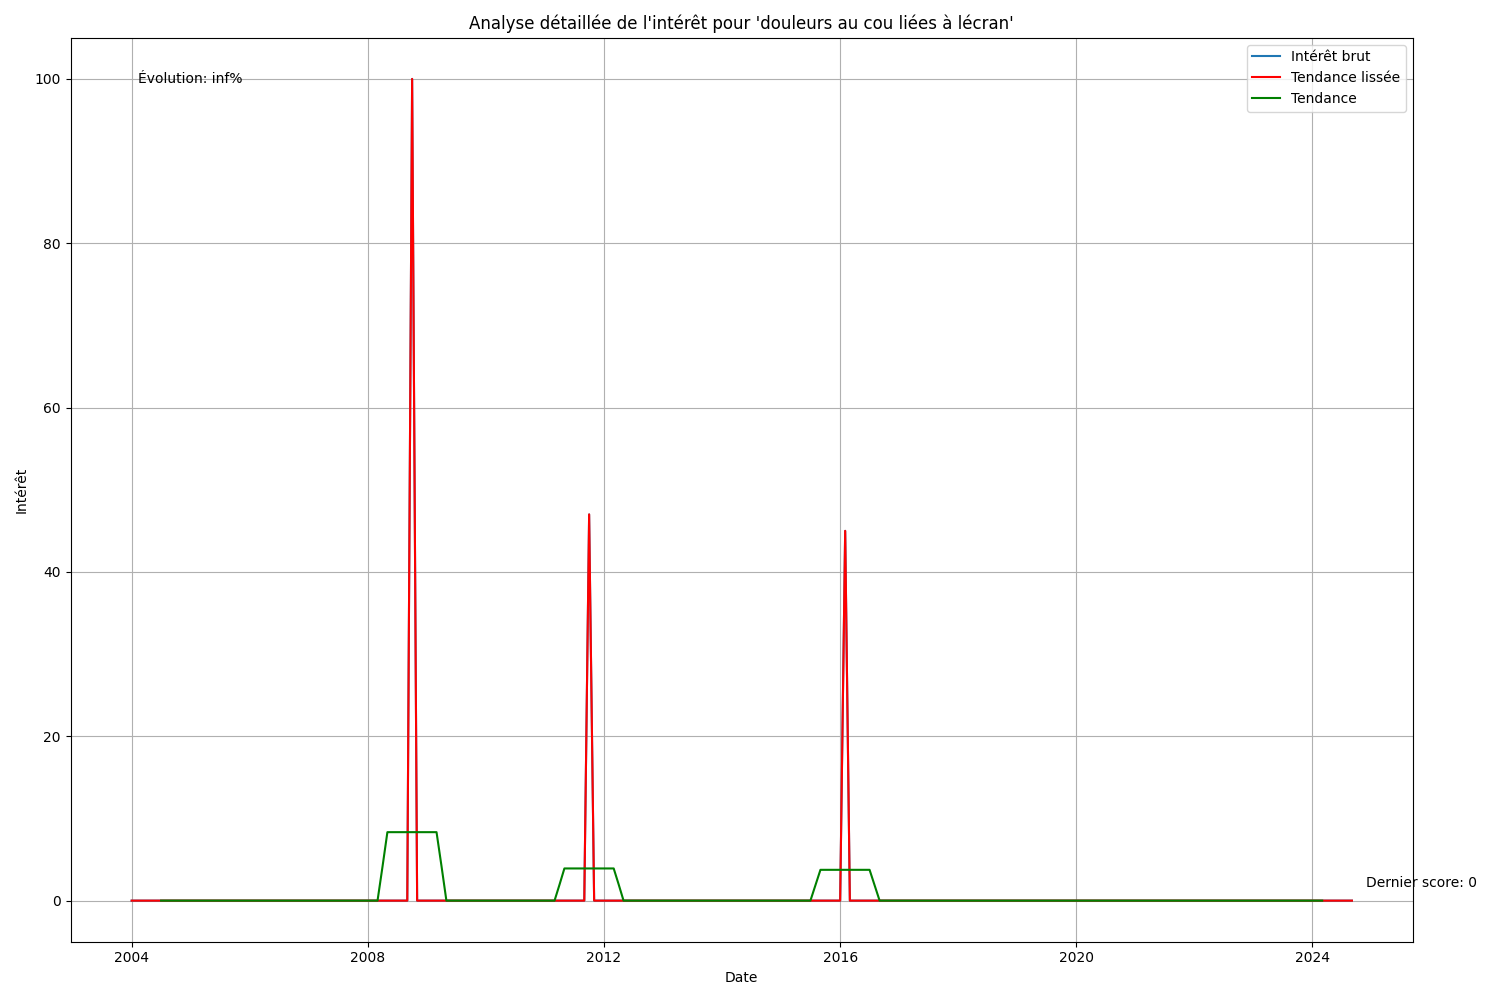 Analyse détaillée de l'intérêt pour 'douleurs au cou liées à lécran'
Évolution: inf%
Intérêt brut
Tendance lissée
Tendance
100
80
60
40
20
0
Intérêt
Dernier score: 0
2004
2008
2012
2016
2020
2024
Date